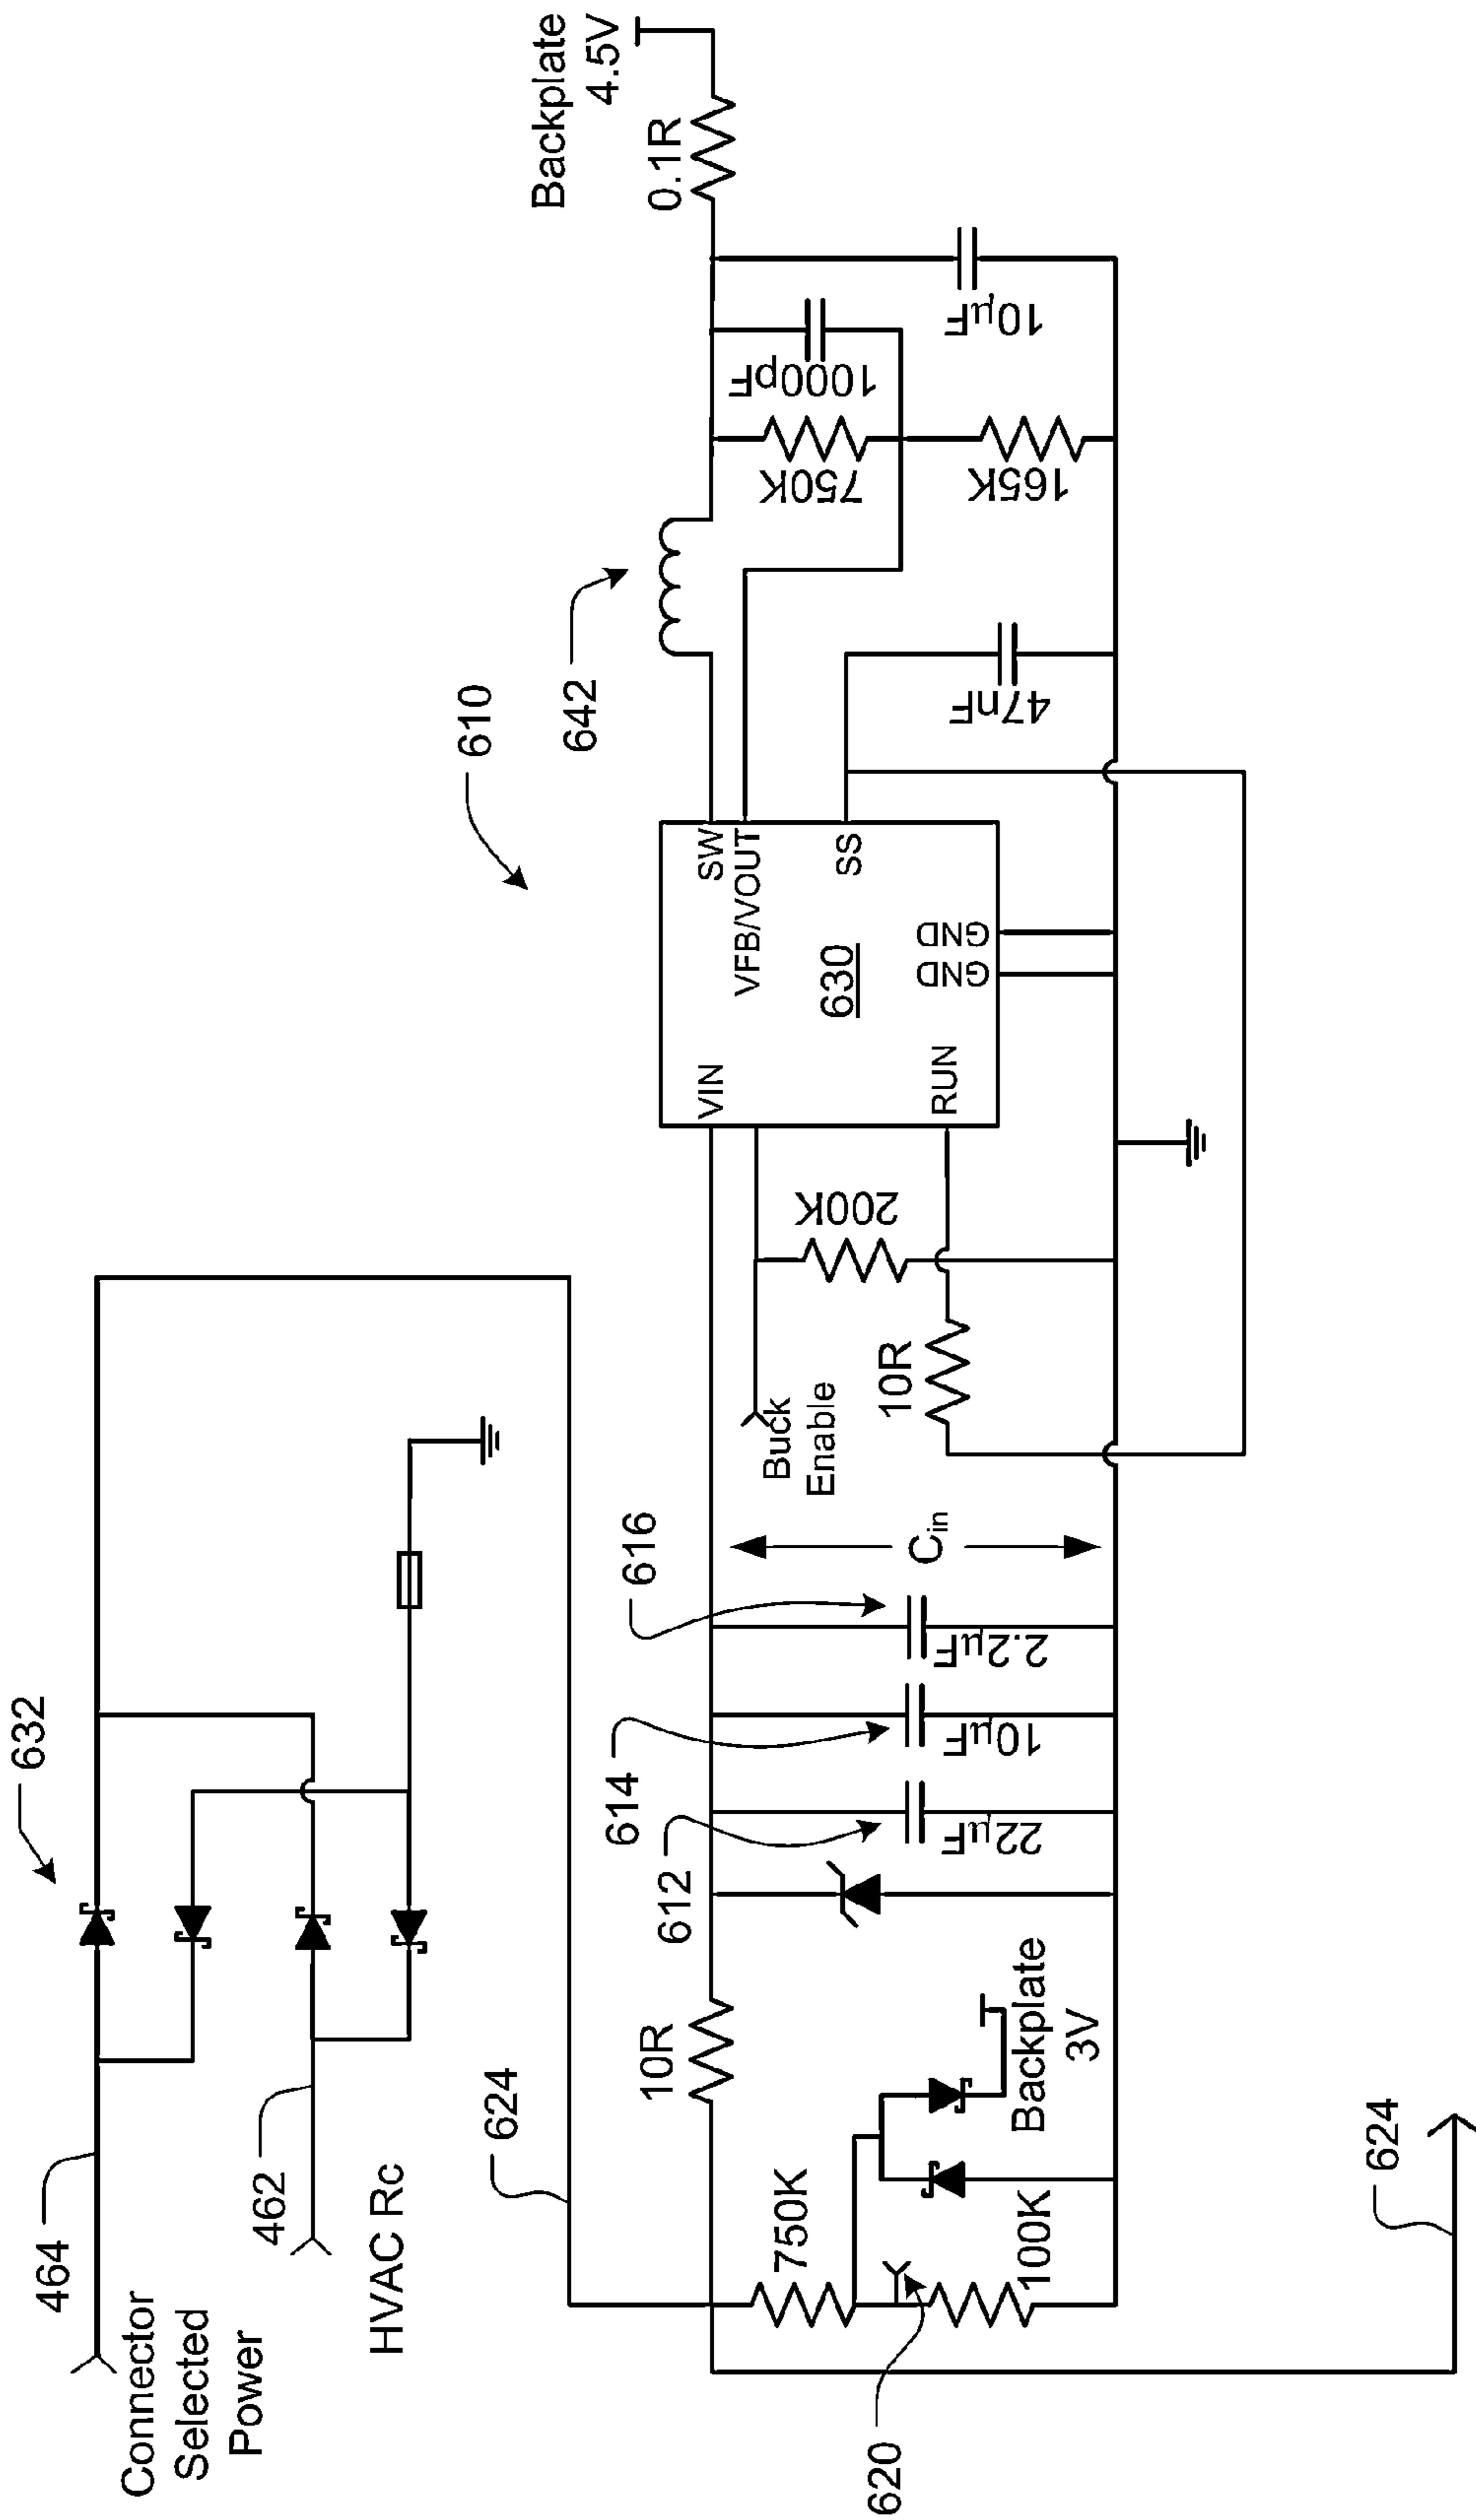 632
464
Connector
Selected
Power
462
HVAC Rc
624
610
642
Backplate
4.5V
0.1R
10R
612
614
616
22µF
10µF
2.2µF
Cin
Buck
Enable
200K
10R
VIN
RUN
630
SW
VFB/VOUT
SS
GND
GND
47nF
750K
1000pF
165K
10µF
750K
100K
620
Backplate
3V
624